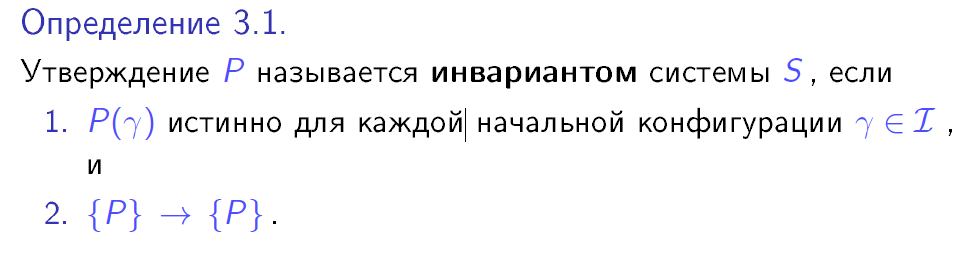 Определение 3.1.
Утверждение P называется инвариантом системы S , если
1. P(γ) истинно для каждой начальной конфигурации γ ∈ ℐ ,
и
2. {P} → {P} .